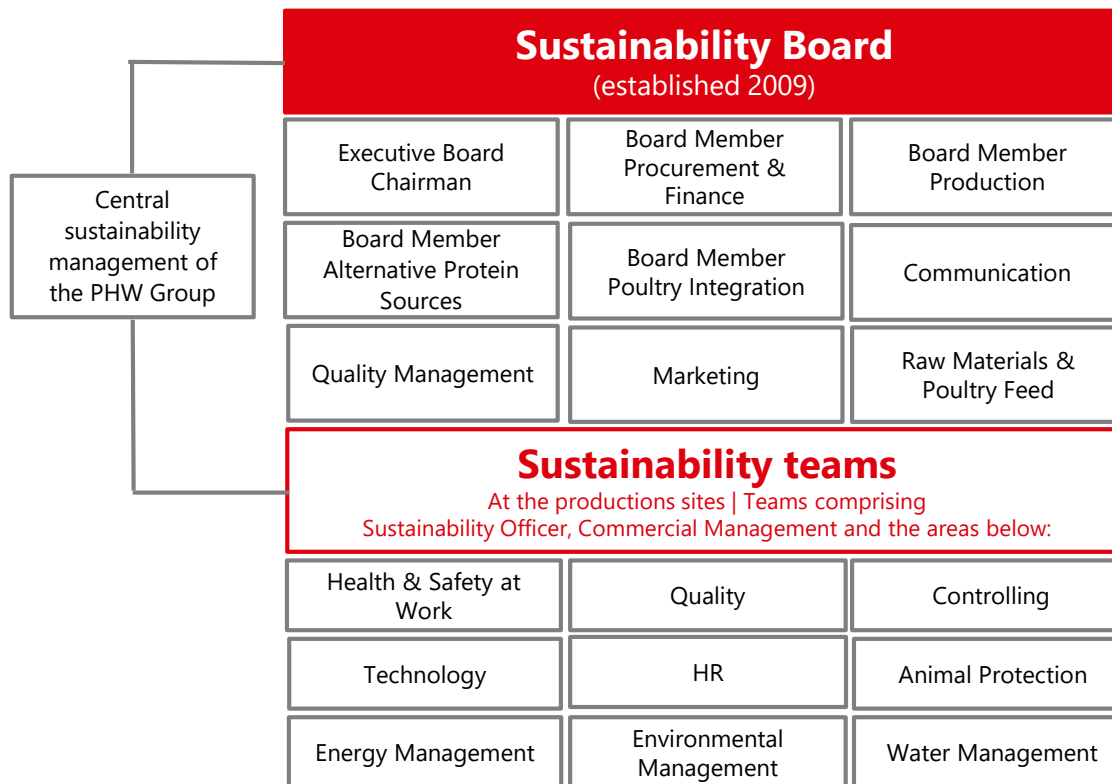 Sustainability Board
(established 2009)
Executive Board
Chairman
Board Member
Procurement &
Finance
Board Member
Production
Central
sustainability
management of
the PHW Group
Board Member
Alternative Protein
Sources
Board Member
Poultry Integration
Communication
Quality Management
Marketing
Raw Materials &
Poultry Feed
Sustainability teams
At the productions sites | Teams comprising
Sustainability Officer, Commercial Management and the areas below:
Health & Safety at
Work
Quality
Controlling
Technology
HR
Animal Protection
Energy Management
Environmental
Management
Water Management